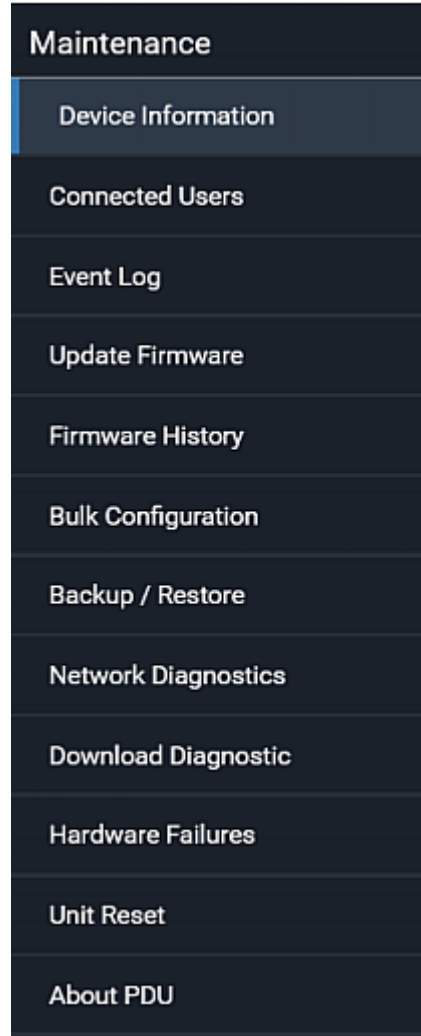 Maintenance
Device Information
Connected Users
Event Log
Update Firmware
Firmware History
Bulk Configuration
Backup / Restore
Network Diagnostics
Download Diagnostic
Hardware Failures
Unit Reset
About PDU